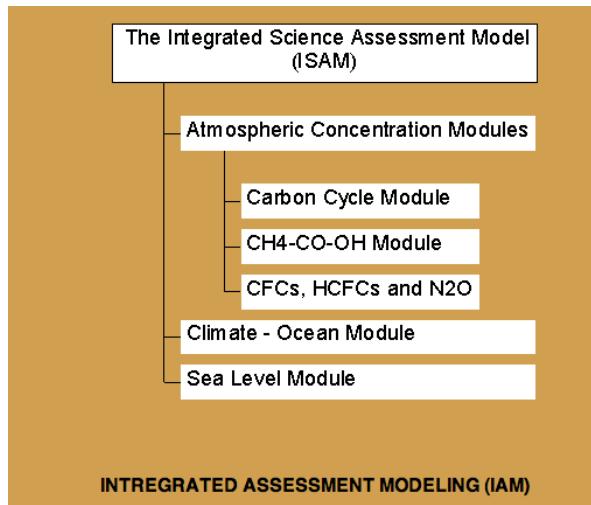 The Integrated Science Assessment Model
(ISAM)
Atmospheric Concentration Modules
Carbon Cycle Module
CH4-CO-OH Module
CFCs, HCFCs and N2O
Climate - Ocean Module
Sea Level Module
INTREGRATED ASSESSMENT MODELING (IAM)